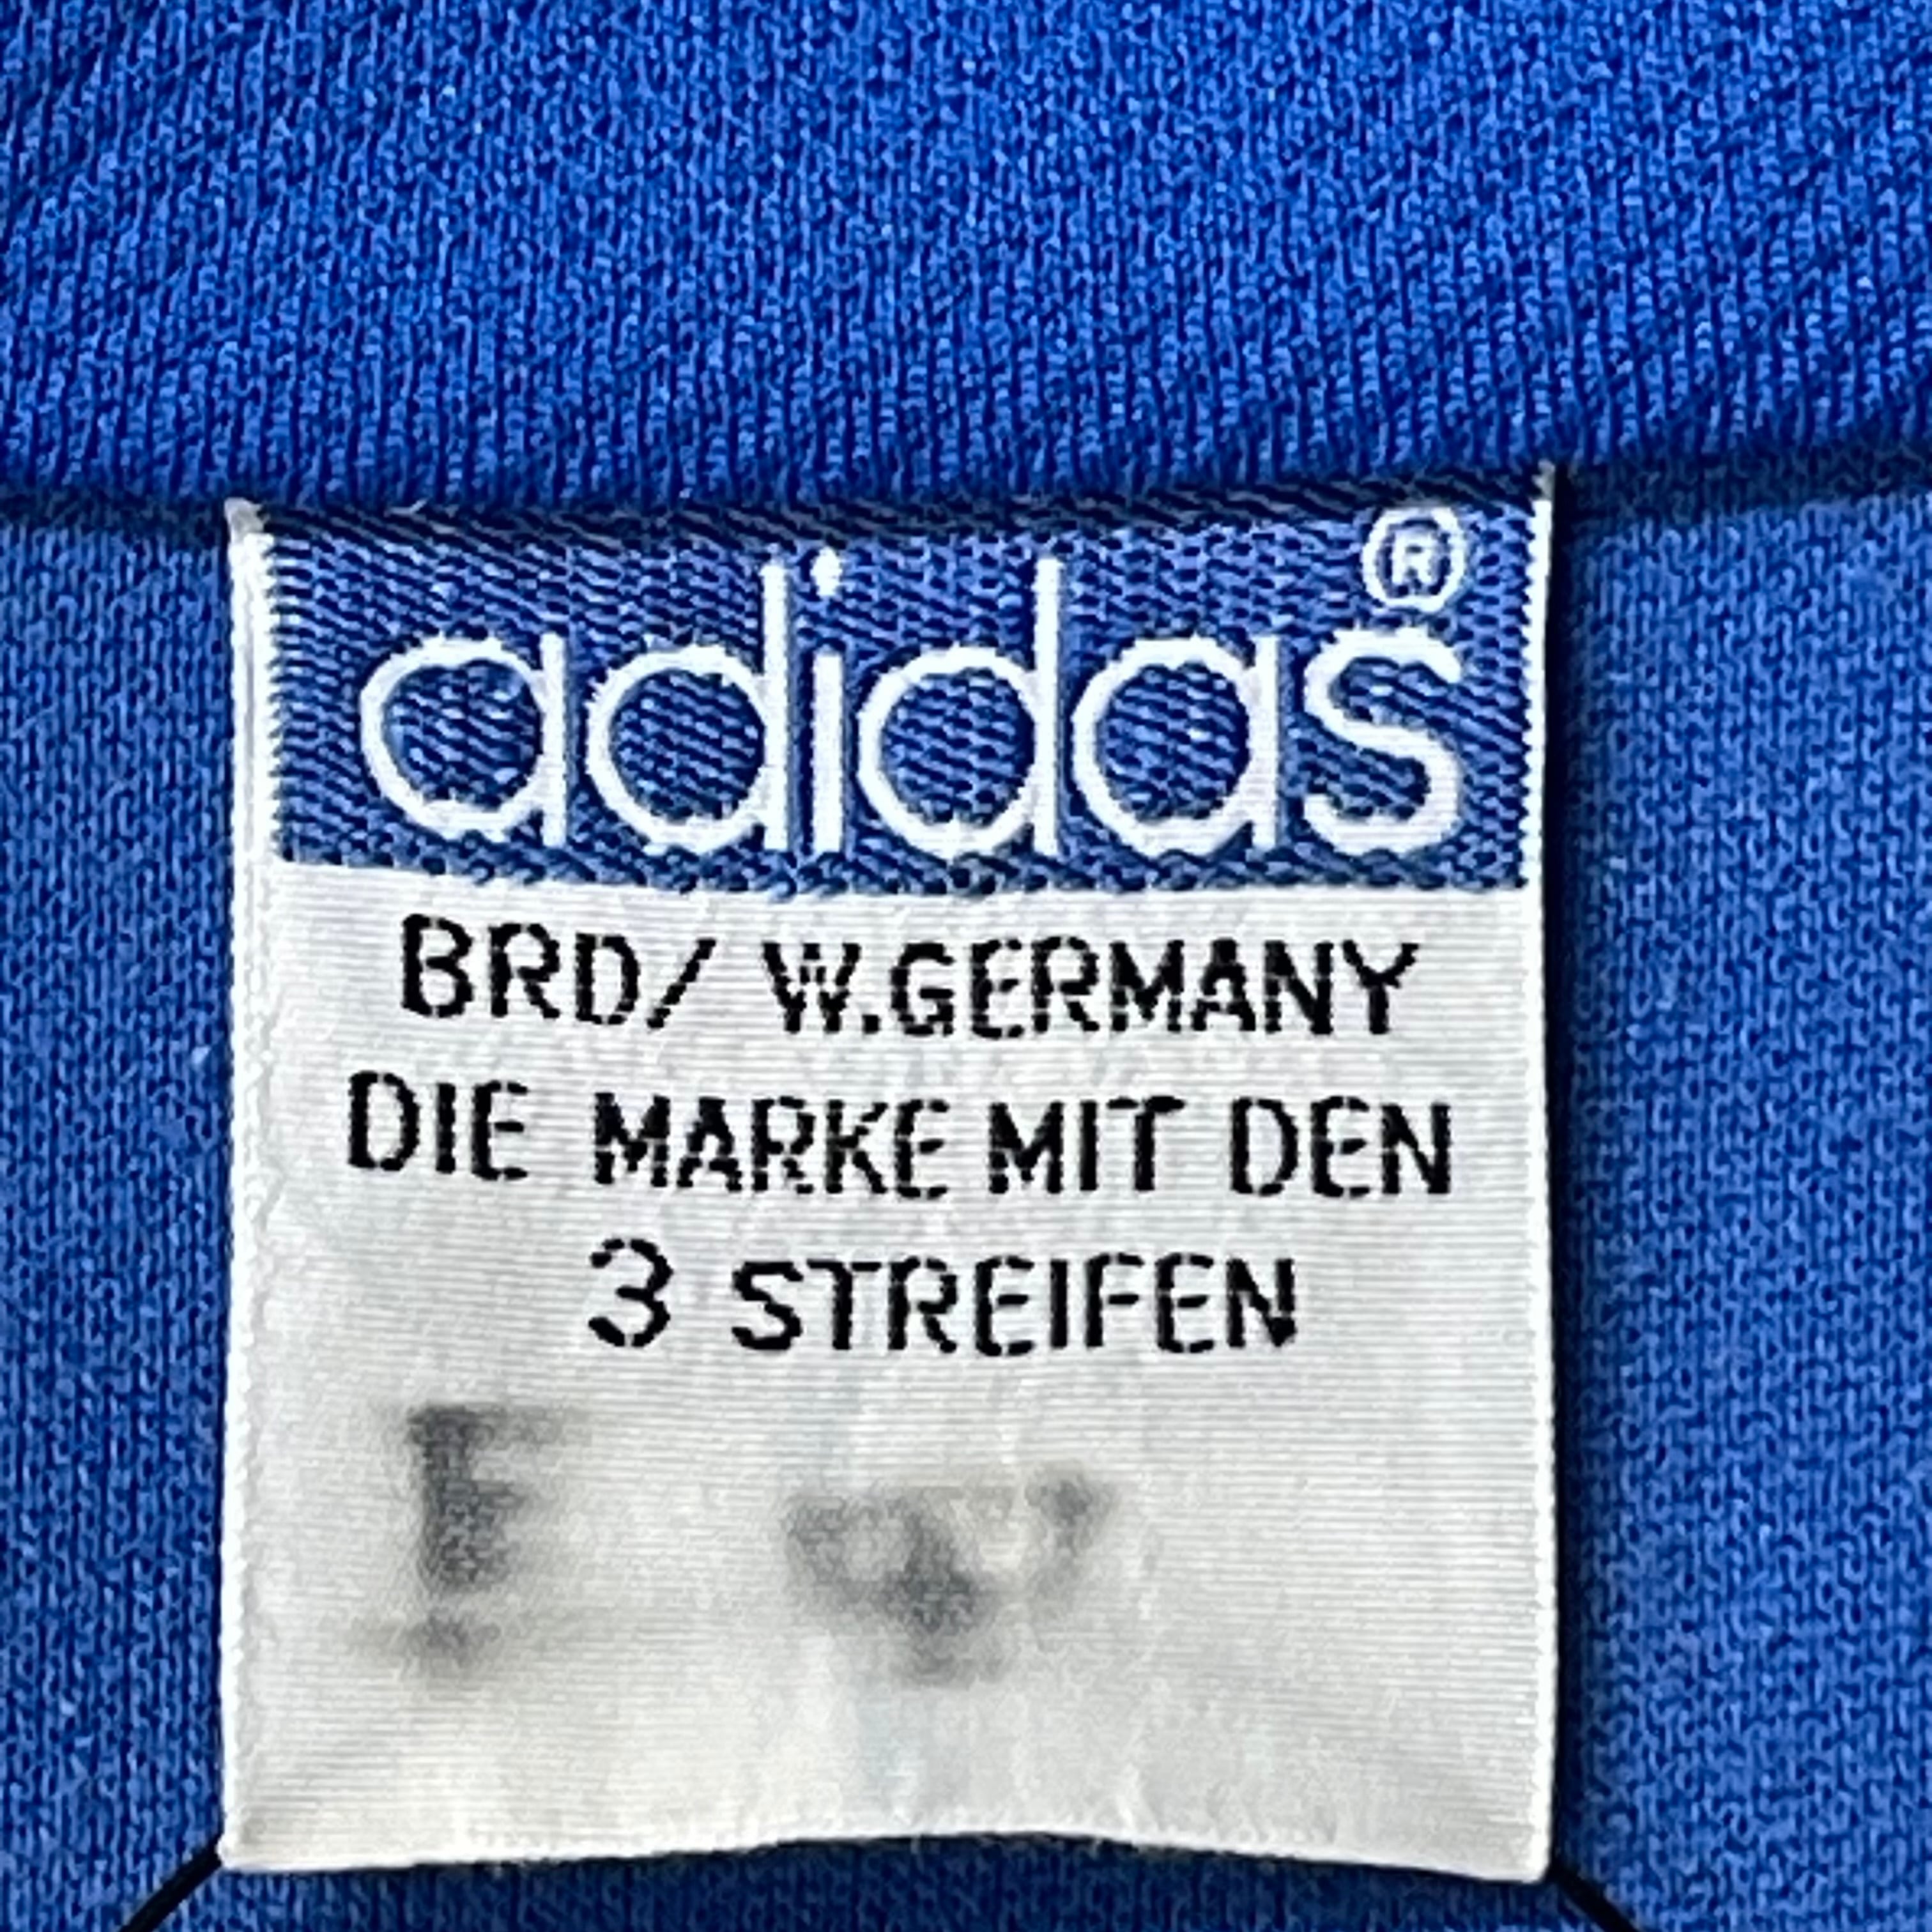 adidas®
BRD/ W.GERMANY
DIE MARKE MIT DEN
3 STREIFEN